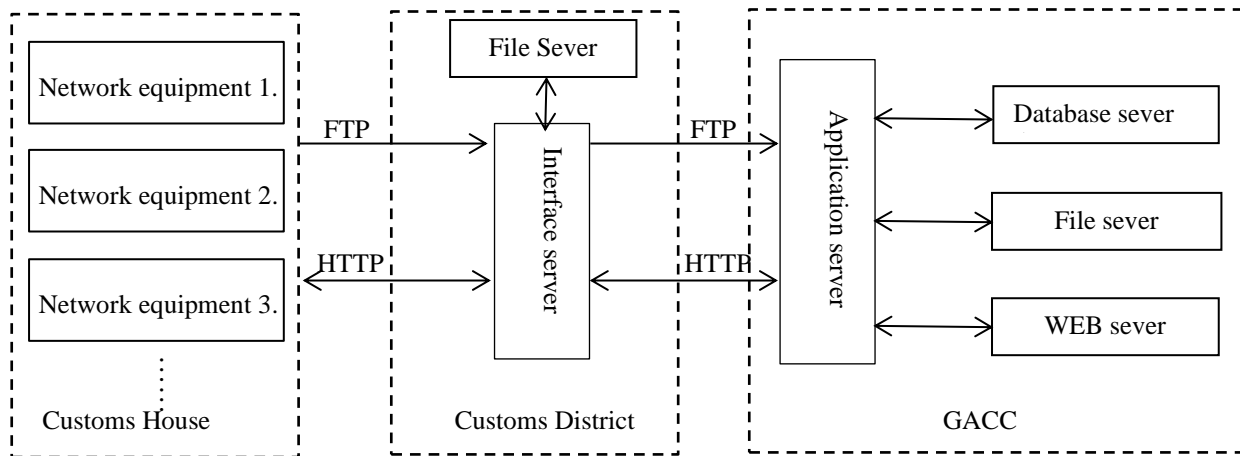 Network equipment 1.
Network equipment 2.
Network equipment 3.
Customs House
FTP
HTTP
File Sever
Interface server
Customs District
FTP
HTTP
Application server
Database sever
File sever
WEB sever
GACC